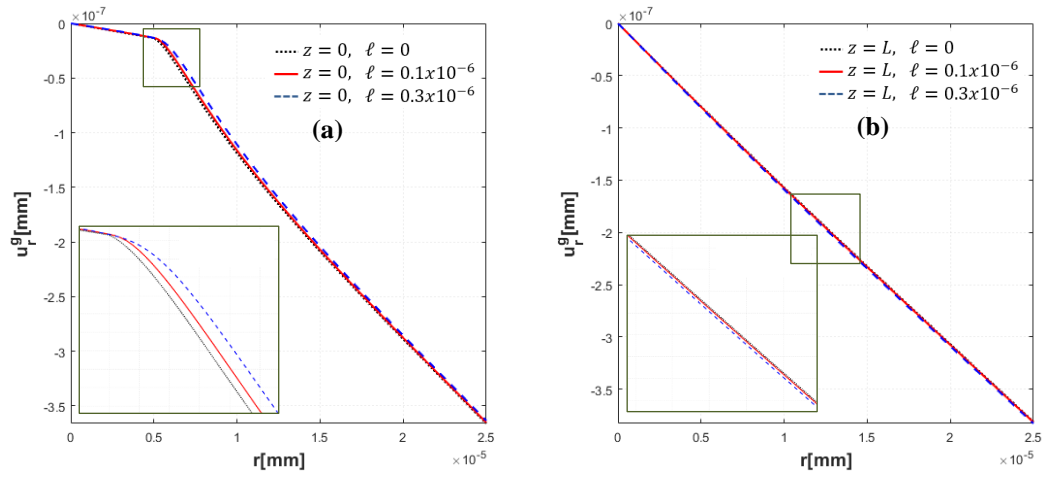 ×10⁻⁷
0
-0.5
-1
-1.5
-2
-2.5
-3
-3.5
u_r^g[mm]
z = 0, ℓ = 0
z = 0, ℓ = 0.1x10⁻⁶
z = 0, ℓ = 0.3x10⁻⁶
(a)
0 0.5 1 1.5 2 2.5
r[mm]
×10⁻⁵
×10⁻⁷
0
-0.5
-1
-1.5
-2
-2.5
-3
-3.5
u_r^g[mm]
z = L, ℓ = 0
z = L, ℓ = 0.1x10⁻⁶
z = L, ℓ = 0.3x10⁻⁶
(b)
0 0.5 1 1.5 2 2.5
r[mm]
×10⁻⁵